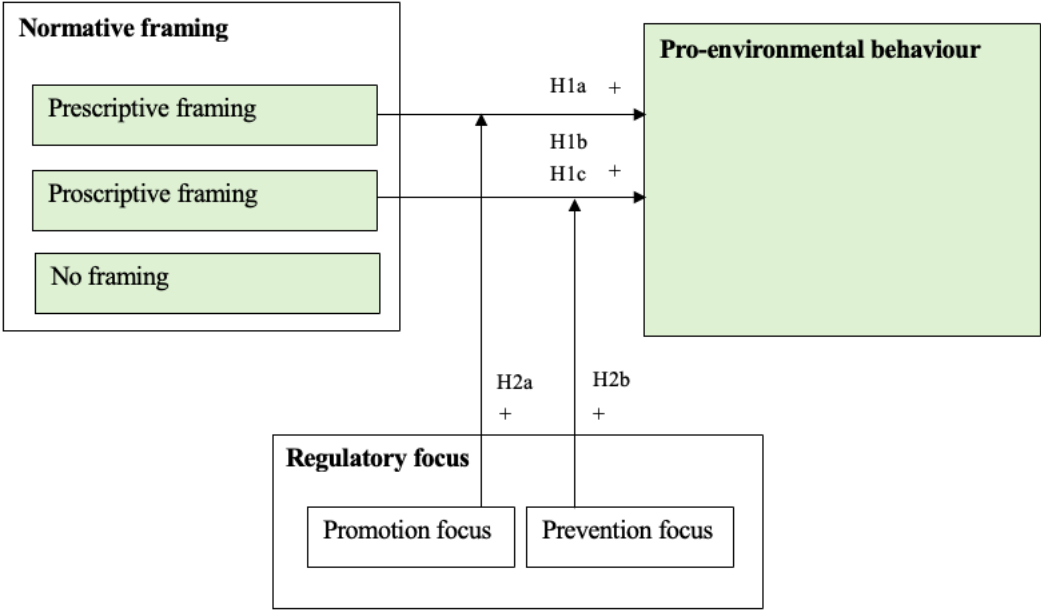 Normative framing
Prescriptive framing
Proscriptive framing
No framing
H1a +
H1b
H1c +
Pro-environmental behaviour
H2a
+
H2b
+
Regulatory focus
Promotion focus
Prevention focus